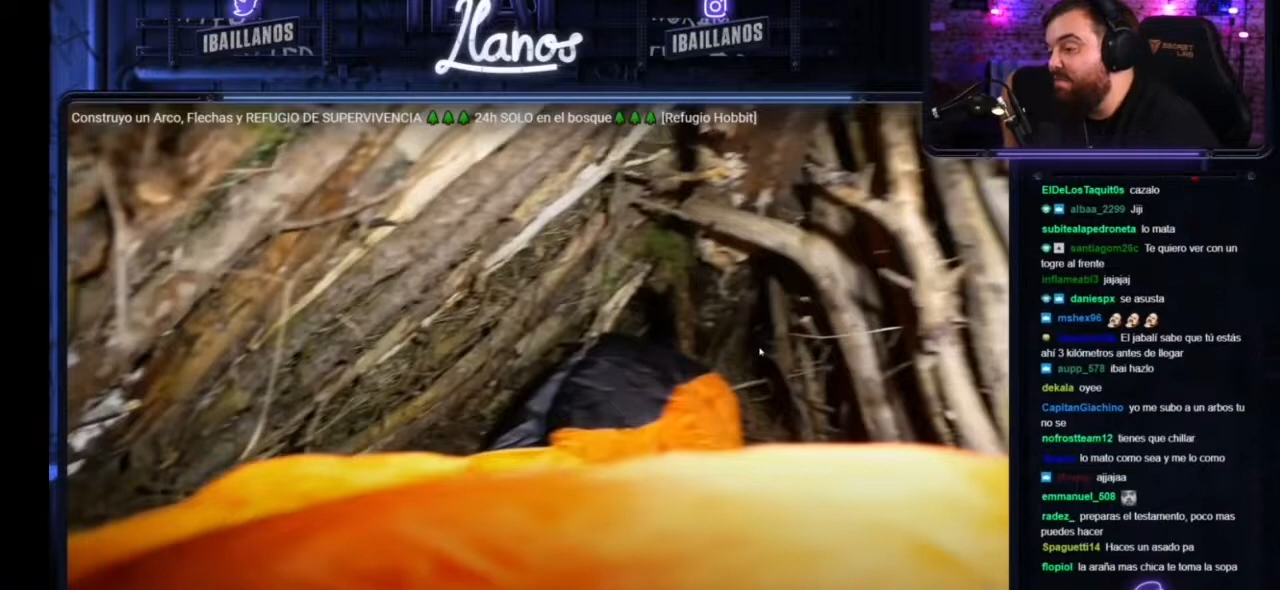 IBAILLANOS
Llanos
IBAILLANOS
SECRET
LAB
Construyo un Arco, Flechas y REFUGIO DE SUPERVIVENCIA 🌲🌲🌲 24h SOLO en el bosque🌲🌲🌲 [Refugio Hobbit]
ElDeLosTaquit0s cazalo
albaa_2299 Jiji
subitealapedroneta lo mata
santiagom26c Te quiero ver con un
togre al frente
inflameabl3 jajajaj
daniespx se asusta
mshex96
El jabalí sabe que tú estás
ahí 3 kilómetros antes de llegar
aupp_578 ibai hazlo
dekala oyee
CapitanGiachino yo me subo a un arbos tu
no se
nofrostteam12 tienes que chillar
lo mato como sea y me lo como
ajjajaa
emmanuel_508
radez_ preparas el testamento, poco mas
puedes hacer
Spaguetti14 Haces un asado pa
flopiol la araña mas chica te toma la sopa